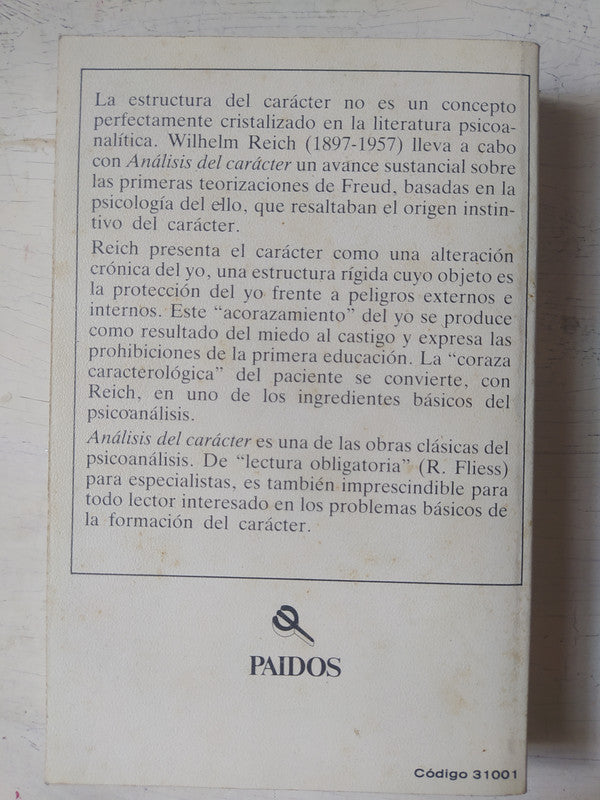 La estructura del carácter no es un concepto
perfectamente cristalizado en la literatura psicoa-
nalítica. Wilhelm Reich (1897-1957) lleva a cabo
con Análisis del carácter un avance sustancial sobre
las primeras teorizaciones de Freud, basadas en la
psicología del ello, que resaltaban el origen instin-
tivo del carácter.
Reich presenta el carácter como una alteración
crónica del yo, una estructura rígida cuyo objeto es
la protección del yo frente a peligros externos e
internos. Este “acorazamiento” del yo se produce
como resultado del miedo al castigo y expresa las
prohibiciones de la primera educación. La “coraza
caracterológica” del paciente se convierte, con
Reich, en uno de los ingredientes básicos del
psicoanálisis.
Análisis del carácter es una de las obras clásicas del
psicoanálisis. De “lectura obligatoria” (R. Fliess)
para especialistas, es también imprescindible para
todo lector interesado en los problemas básicos de
la formación del carácter.
PAIDOS
Código 31001